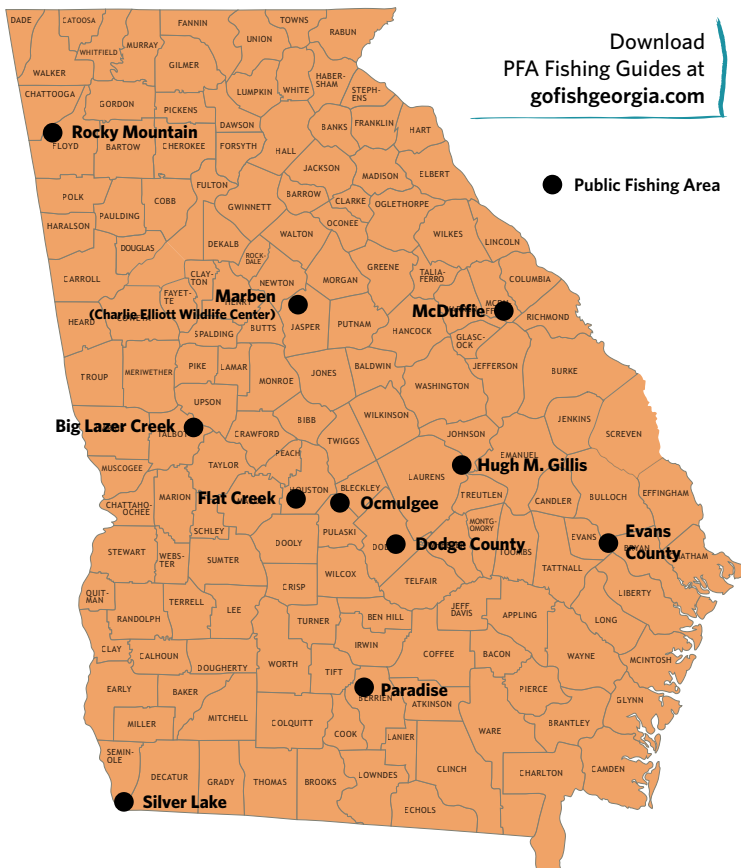 Download
PFA Fishing Guides at
gofishgeorgia.com
Public Fishing Area
DADE
CATOOSA
FANNIN
TOWNS
RABUN
UNION
WHITFIELD
MURRAY
GILMER
WALKER
HABER-
SHAM
STEPH-
ENS
LUMPKIN
WHITE
CHATTOOGA
GORDON
PICKENS
DAWSON
BANKS
FRANKLIN
HART
Rocky Mountain
FLOYD
BARTOW
CHEROKEE
FORSYTH
HALL
JACKSON
MADISON
ELBERT
POLK
FULTON
BARROW
COBB
GWINNETT
CLARKE
OGLETHORPE
PAULDING
HARALSON
OCONEE
WALTON
WILKES
LINCOLN
DOUGLAS
DEKALB
ROCK-
DALE
GREENE
TALIA-
FERRO
CARROLL
CLAY-
TON
NEWTON
MORGAN
COLUMBIA
FAYET-
TE
HENRY
Marben
(Charlie Elliott Wildlife Center)
McDuffie
RICHMOND
HEARD
SPALDING
BUTTS
JASPER
PUTNAM
HANCOCK
GLASC-
OCK
JEFFERSON
BURKE
TROUP
MERIWETHER
PIKE
LAMAR
MONROE
JONES
BALDWIN
WASHINGTON
UPSON
WILKINSON
JENKINS
SCREVEN
BIBB
Big Lazer Creek
TALBOT
CRAWFORD
TWIGGS
JOHNSON
EMANUEL
PEACH
MUSCOGEE
TAYLOR
LAURENS
Hugh M. Gillis
CHATTAHO-
OCHEE
MARION
Flat Creek
HOUSTON
BLECKLEY
Ocmulgee
TREUTLEN
CANDLER
BULLOCH
EFFINGHAM
SCHLEY
PULASKI
MONTG-
OMORY
STEWART
WEBS-
TER
SUMTER
DOOLY
Dodge County
TOOMBS
EVANS
Evans
County
BRYAN
CHATHAM
TATTNALL
WILCOX
TELFAIR
CRISP
QUIT-
MAN
TERRELL
LEE
LIBERTY
RANDOLPH
TURNER
BEN HILL
JEFF
DAVIS
APPLING
LONG
CLAY
CALHOUN
DOUGHERTY
WORTH
IRWIN
COFFEE
BACON
WAYNE
MCINTOSH
TIFT
EARLY
BAKER
Paradise
BERRIEN
ATKINSON
PIERCE
GLYNN
MILLER
MITCHELL
COLQUITT
COOK
LANIER
WARE
BRANTLEY
SEMIN-
OLE
DECATUR
GRADY
THOMAS
BROOKS
LOWNDES
CLINCH
CHARLTON
CAMDEN
Silver Lake
ECHOLS